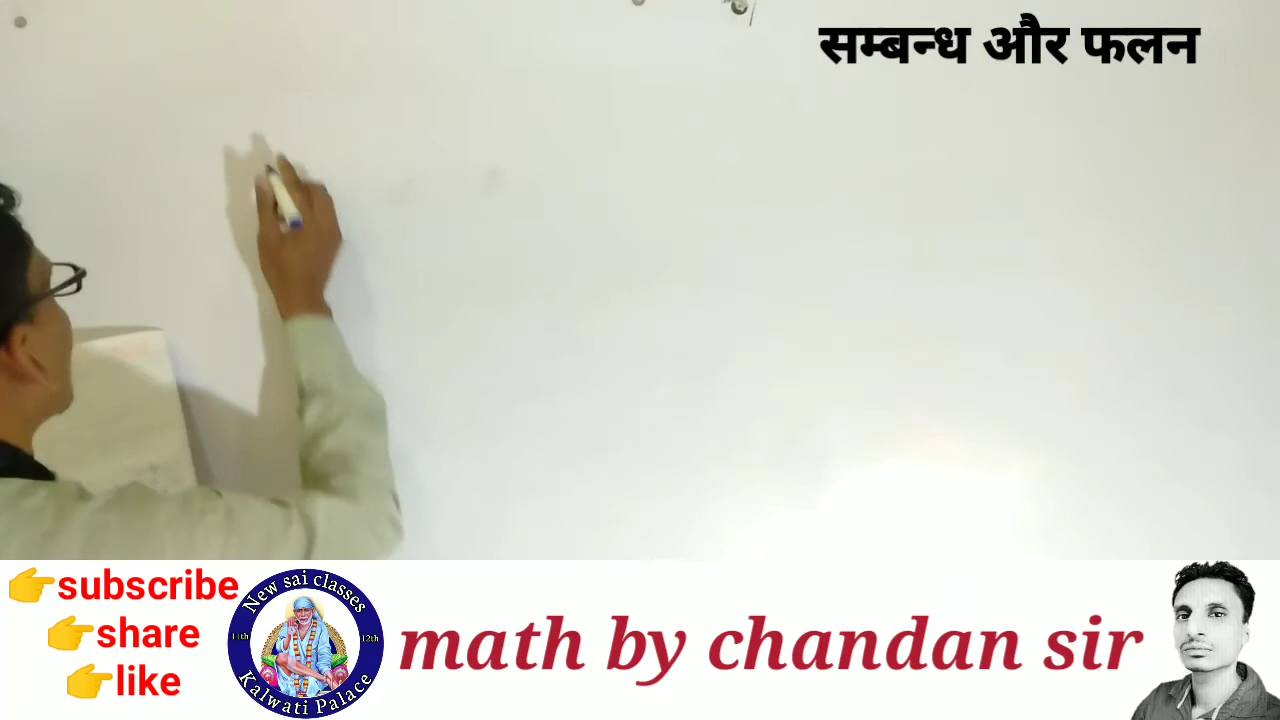 सम्बन्ध और फलन
👉subscribe
👉share
👉like
New sai classes
11th
12th
Kalwati Palace
math by chandan sir